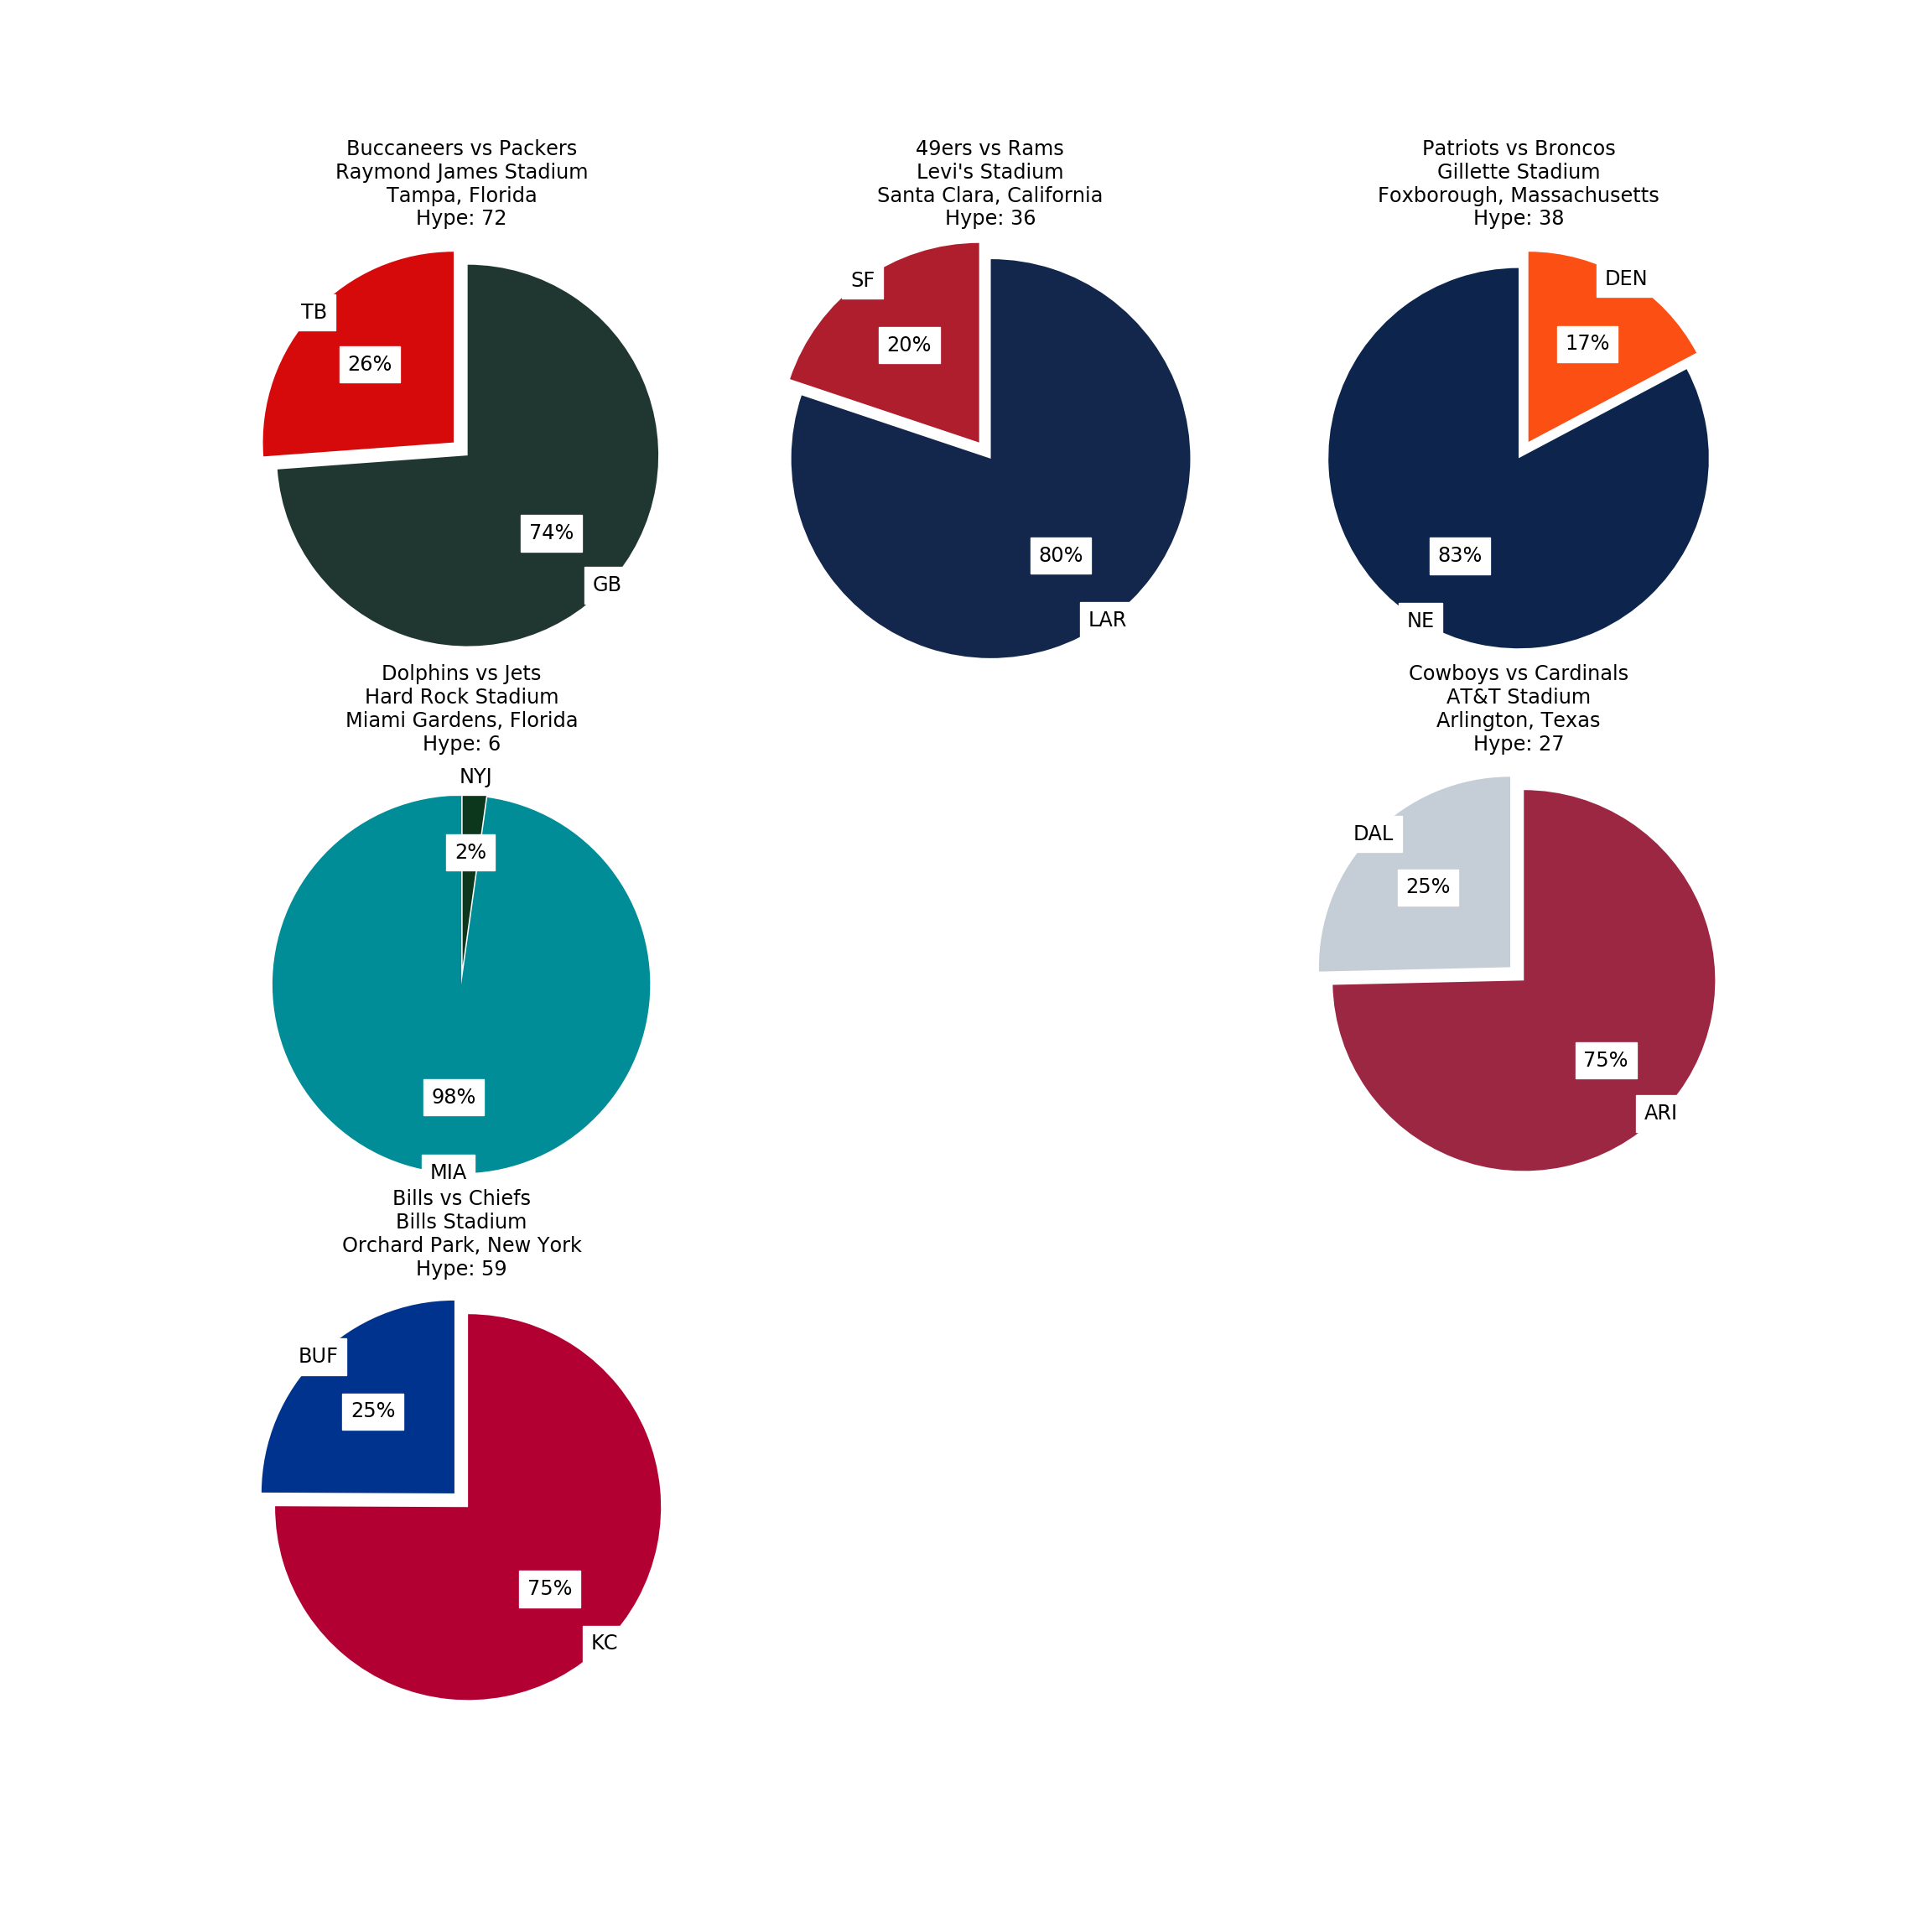 Buccaneers vs Packers
Raymond James Stadium
Tampa, Florida
Hype: 72
TB
26%
74%
GB
49ers vs Rams
Levi's Stadium
Santa Clara, California
Hype: 36
SF
20%
80%
LAR
Patriots vs Broncos
Gillette Stadium
Foxborough, Massachusetts
Hype: 38
DEN
17%
83%
NE
Dolphins vs Jets
Hard Rock Stadium
Miami Gardens, Florida
Hype: 6
NYJ
2%
98%
MIA
Cowboys vs Cardinals
AT&T Stadium
Arlington, Texas
Hype: 27
DAL
25%
75%
ARI
Bills vs Chiefs
Bills Stadium
Orchard Park, New York
Hype: 59
BUF
25%
75%
KC